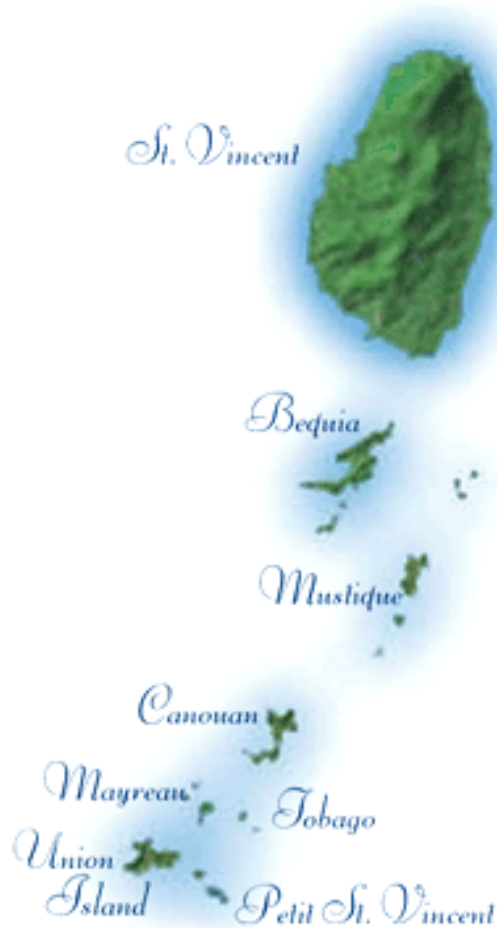 St. Vincent
Bequia
Mustique
Canouan
Mayreau
Tobago
Union
Island
Petit St. Vincent